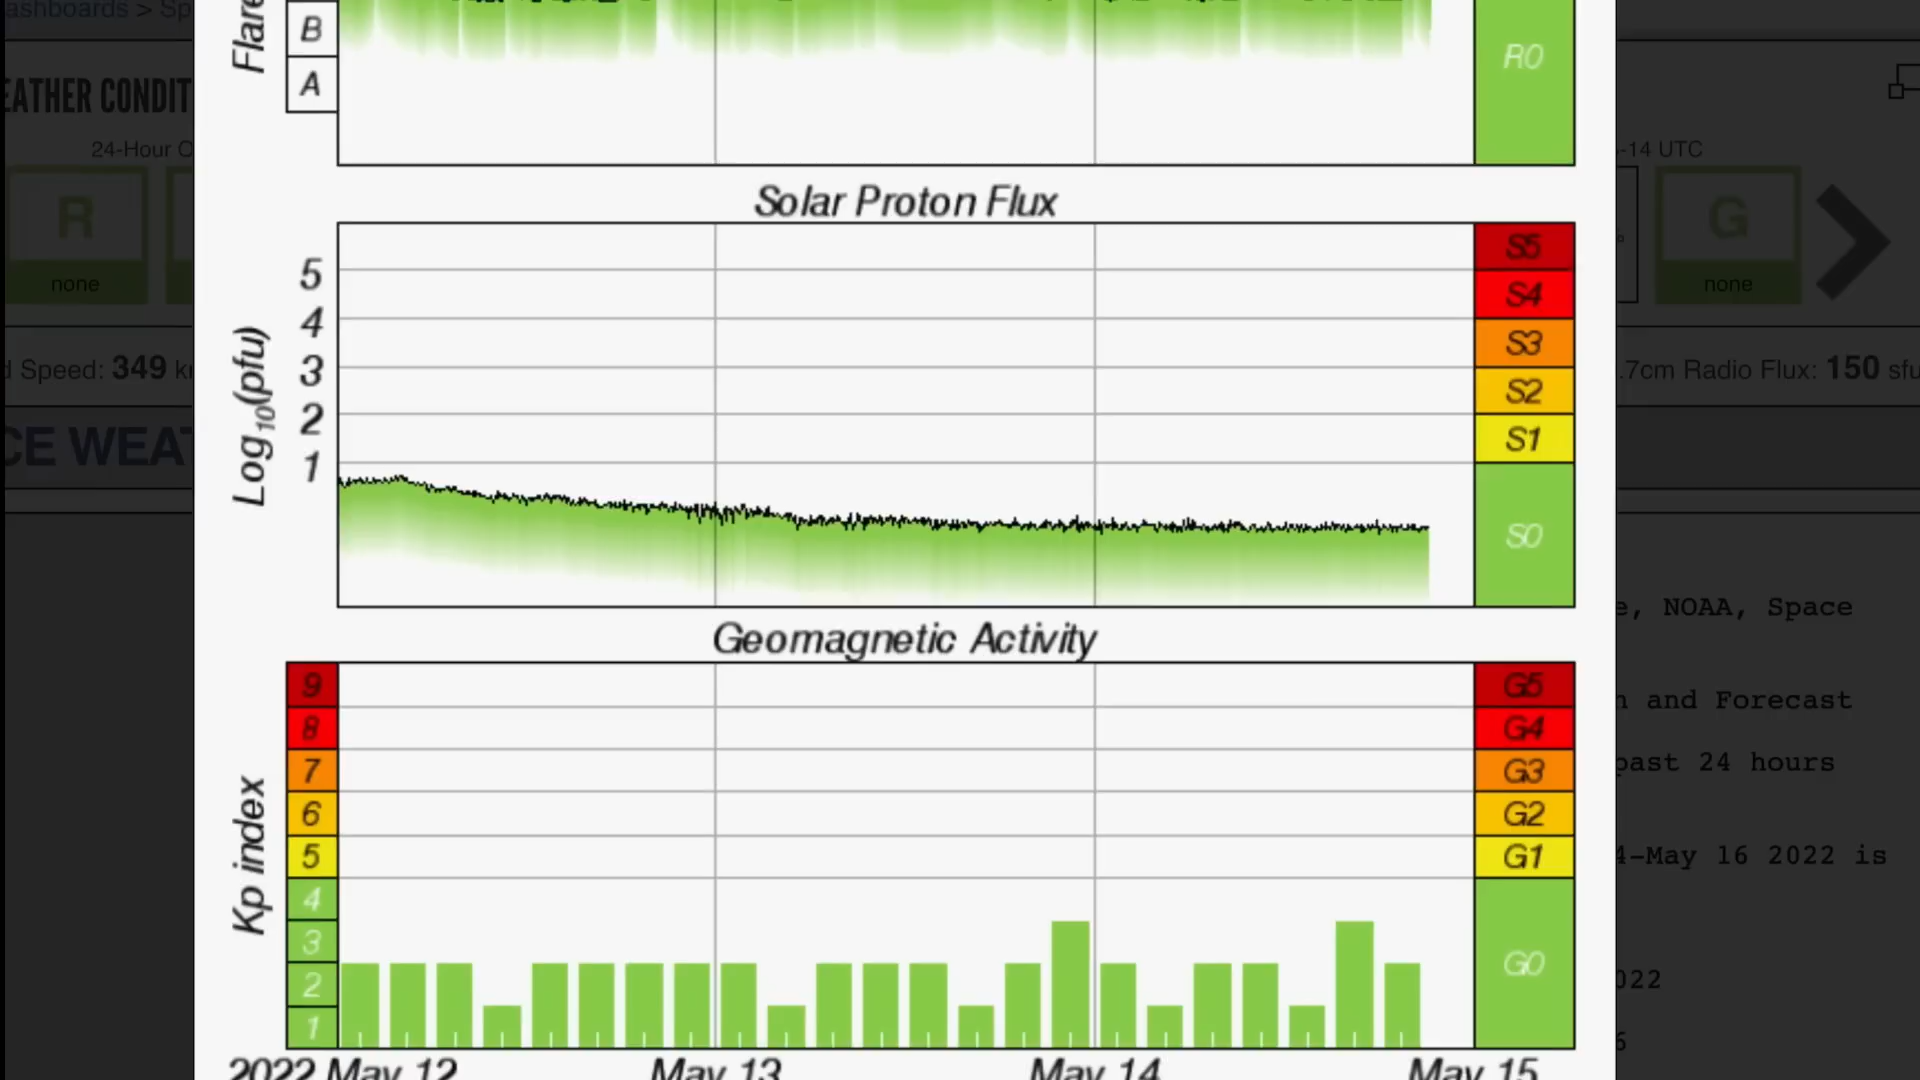 ashboards > Sp
Flare
B
A
R0
EATHER CONDIT
24-Hour O
-14 UTC
R
none
G
none
Solar Proton Flux
Log10(pfu)
5
4
3
2
1
S5
S4
S3
S2
S1
S0
d Speed: 349 k
.7cm Radio Flux: 150 sfu
CE WEAT
e, NOAA, Space
n and Forecast
past 24 hours
4-May 16 2022 is
022
6
Geomagnetic Activity
Kp index
9
8
7
6
5
4
3
2
1
G5
G4
G3
G2
G1
G0
2022 May 12
May 13
May 14
May 15